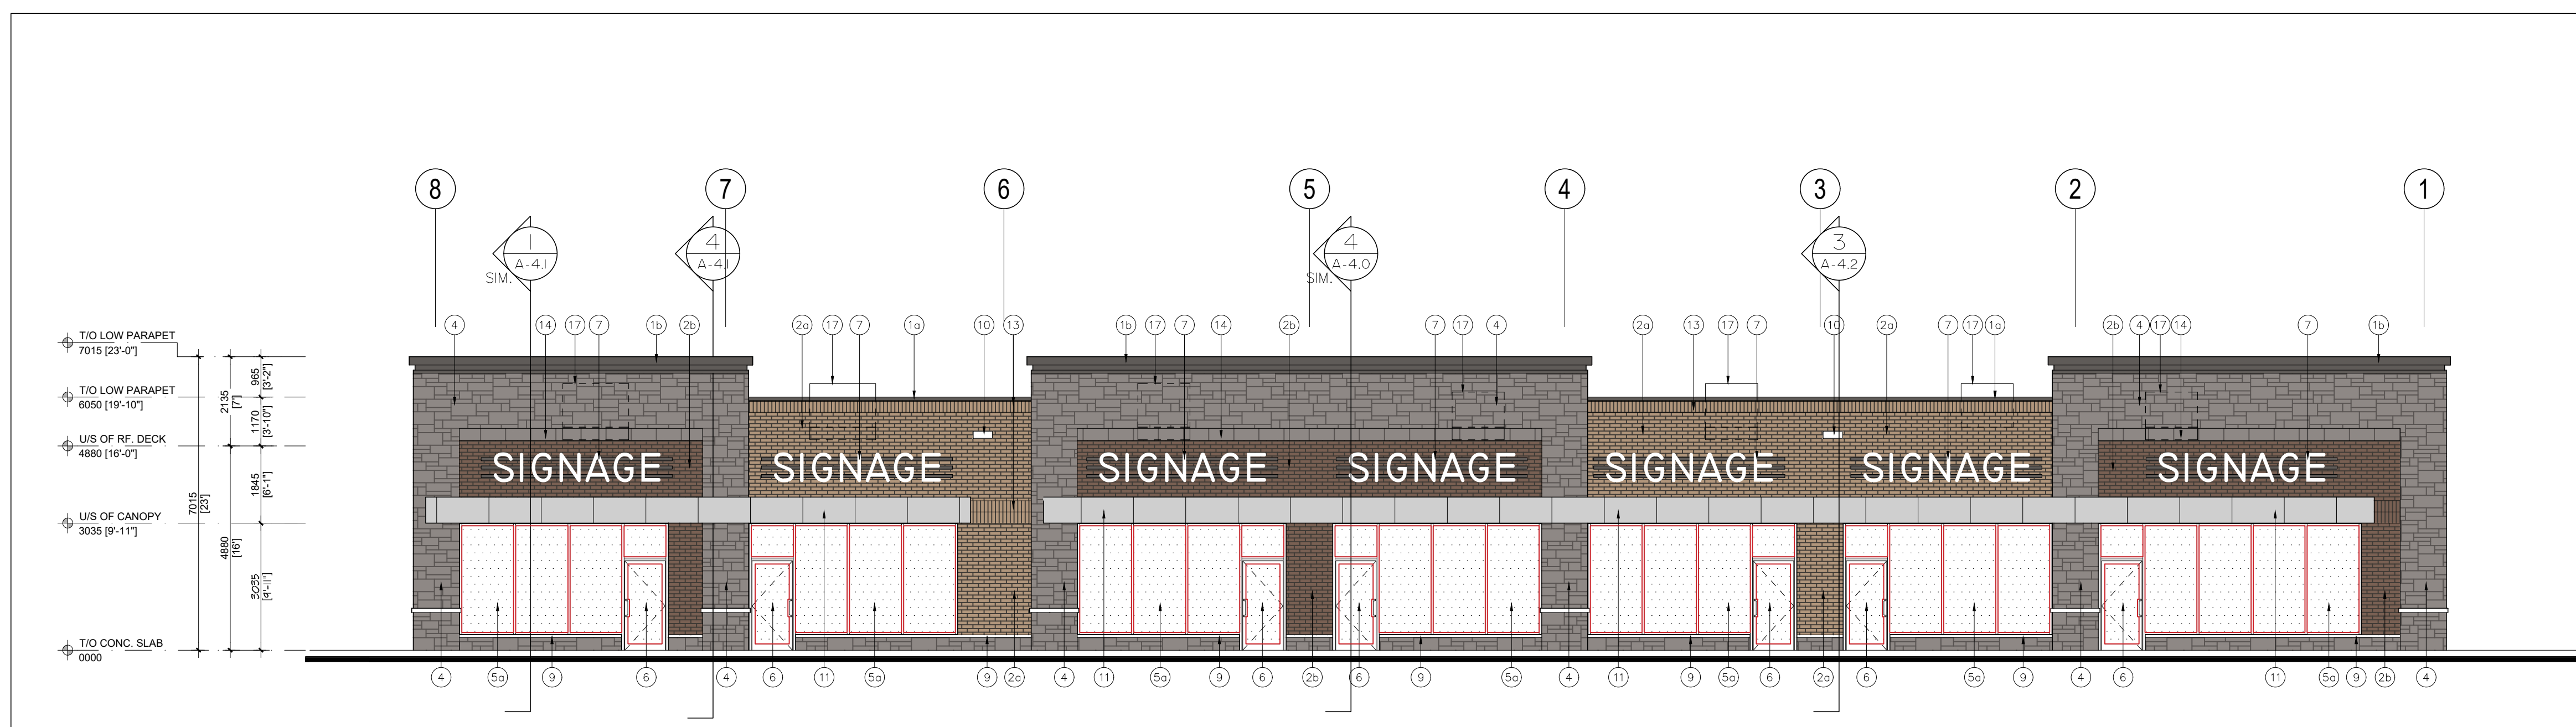 8 7 6 5 4 3 2 1
1 4 4 3
A-4.1 A-4.1 A-4.0 A-4.2
SIM. SIM.
4 14 17 7 1b 2b 2a 17 7 1a 10 13 1b 17 7 14 2b 7 17 4 2a 13 17 7 10 2a 7 17 1a 2b 4 17 14 7 1b
T/O LOW PARAPET
7015 [23'-0"]
T/O LOW PARAPET
6050 [19'-10"]
U/S OF RF. DECK
4880 [16'-0"]
U/S OF CANOPY
3035 [9'-11"]
T/O CONC. SLAB
0000
7015
[23']
2135
[7']
4880
[16']
965
[3'-2"]
1170
[3'-10"]
1845
[6'-1"]
3035
[9'-11"]
SIGNAGE SIGNAGE SIGNAGE SIGNAGE SIGNAGE SIGNAGE SIGNAGE
4 5a 9 6 4 6 11 5a 9 2a 4 11 5a 9 6 2b 6 9 5a 4 11 9 5a 6 2a 6 5a 9 4 6 11 5a 9 2b 4